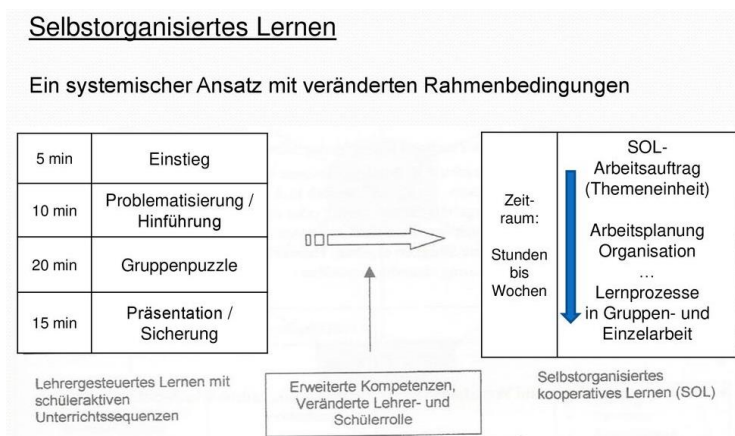 Selbstorganisiertes Lernen
Ein systemischer Ansatz mit veränderten Rahmenbedingungen
5 min
Einstieg
10 min
Problematisierung /
Hinführung
20 min
Gruppenpuzzle
15 min
Präsentation /
Sicherung
Lehrergesteuertes Lernen mit
schüleraktiven
Unterrichtssequenzen
Erweiterte Kompetenzen,
Veränderte Lehrer- und
Schülerrolle
Zeit-
raum:
Stunden
bis
Wochen
SOL-
Arbeitsauftrag
(Themeneinheit)
Arbeitsplanung
Organisation
...
Lernprozesse
in Gruppen- und
Einzelarbeit
Selbstorganisiertes
kooperatives Lernen (SOL)